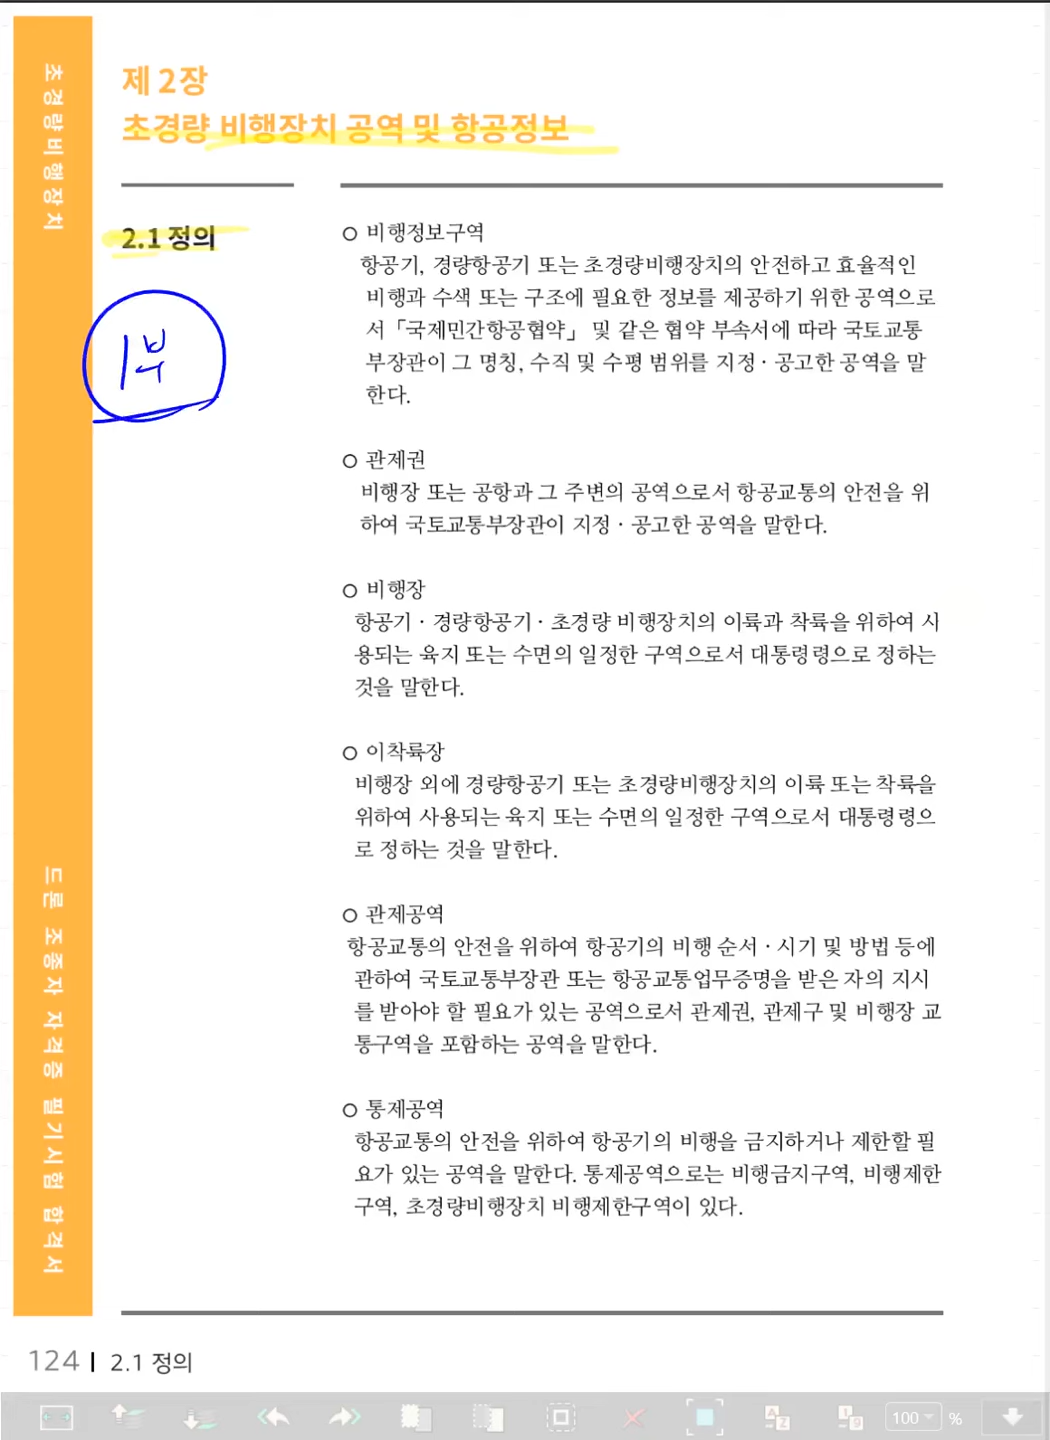 초경량비행장치
드론 조종자 자격증 필기시험 합격서
제 2장
초경량 비행장치 공역 및 항공정보
2.1 정의
1부
○ 비행정보구역
항공기, 경량항공기 또는 초경량비행장치의 안전하고 효율적인
비행과 수색 또는 구조에 필요한 정보를 제공하기 위한 공역으로
서 「국제민간항공협약」 및 같은 협약 부속서에 따라 국토교통
부장관이 그 명칭, 수직 및 수평 범위를 지정 · 공고한 공역을 말
한다.
○ 관제권
비행장 또는 공항과 그 주변의 공역으로서 항공교통의 안전을 위
하여 국토교통부장관이 지정 · 공고한 공역을 말한다.
○ 비행장
항공기 · 경량항공기 · 초경량 비행장치의 이륙과 착륙을 위하여 사
용되는 육지 또는 수면의 일정한 구역으로서 대통령령으로 정하는
것을 말한다.
○ 이착륙장
비행장 외에 경량항공기 또는 초경량비행장치의 이륙 또는 착륙을
위하여 사용되는 육지 또는 수면의 일정한 구역으로서 대통령령으
로 정하는 것을 말한다.
○ 관제공역
항공교통의 안전을 위하여 항공기의 비행 순서 · 시기 및 방법 등에
관하여 국토교통부장관 또는 항공교통업무증명을 받은 자의 지시
를 받아야 할 필요가 있는 공역으로서 관제권, 관제구 및 비행장 교
통구역을 포함하는 공역을 말한다.
○ 통제공역
항공교통의 안전을 위하여 항공기의 비행을 금지하거나 제한할 필
요가 있는 공역을 말한다. 통제공역으로는 비행금지구역, 비행제한
구역, 초경량비행장치 비행제한구역이 있다.
124 | 2.1 정의
A Z 1 9 100 %